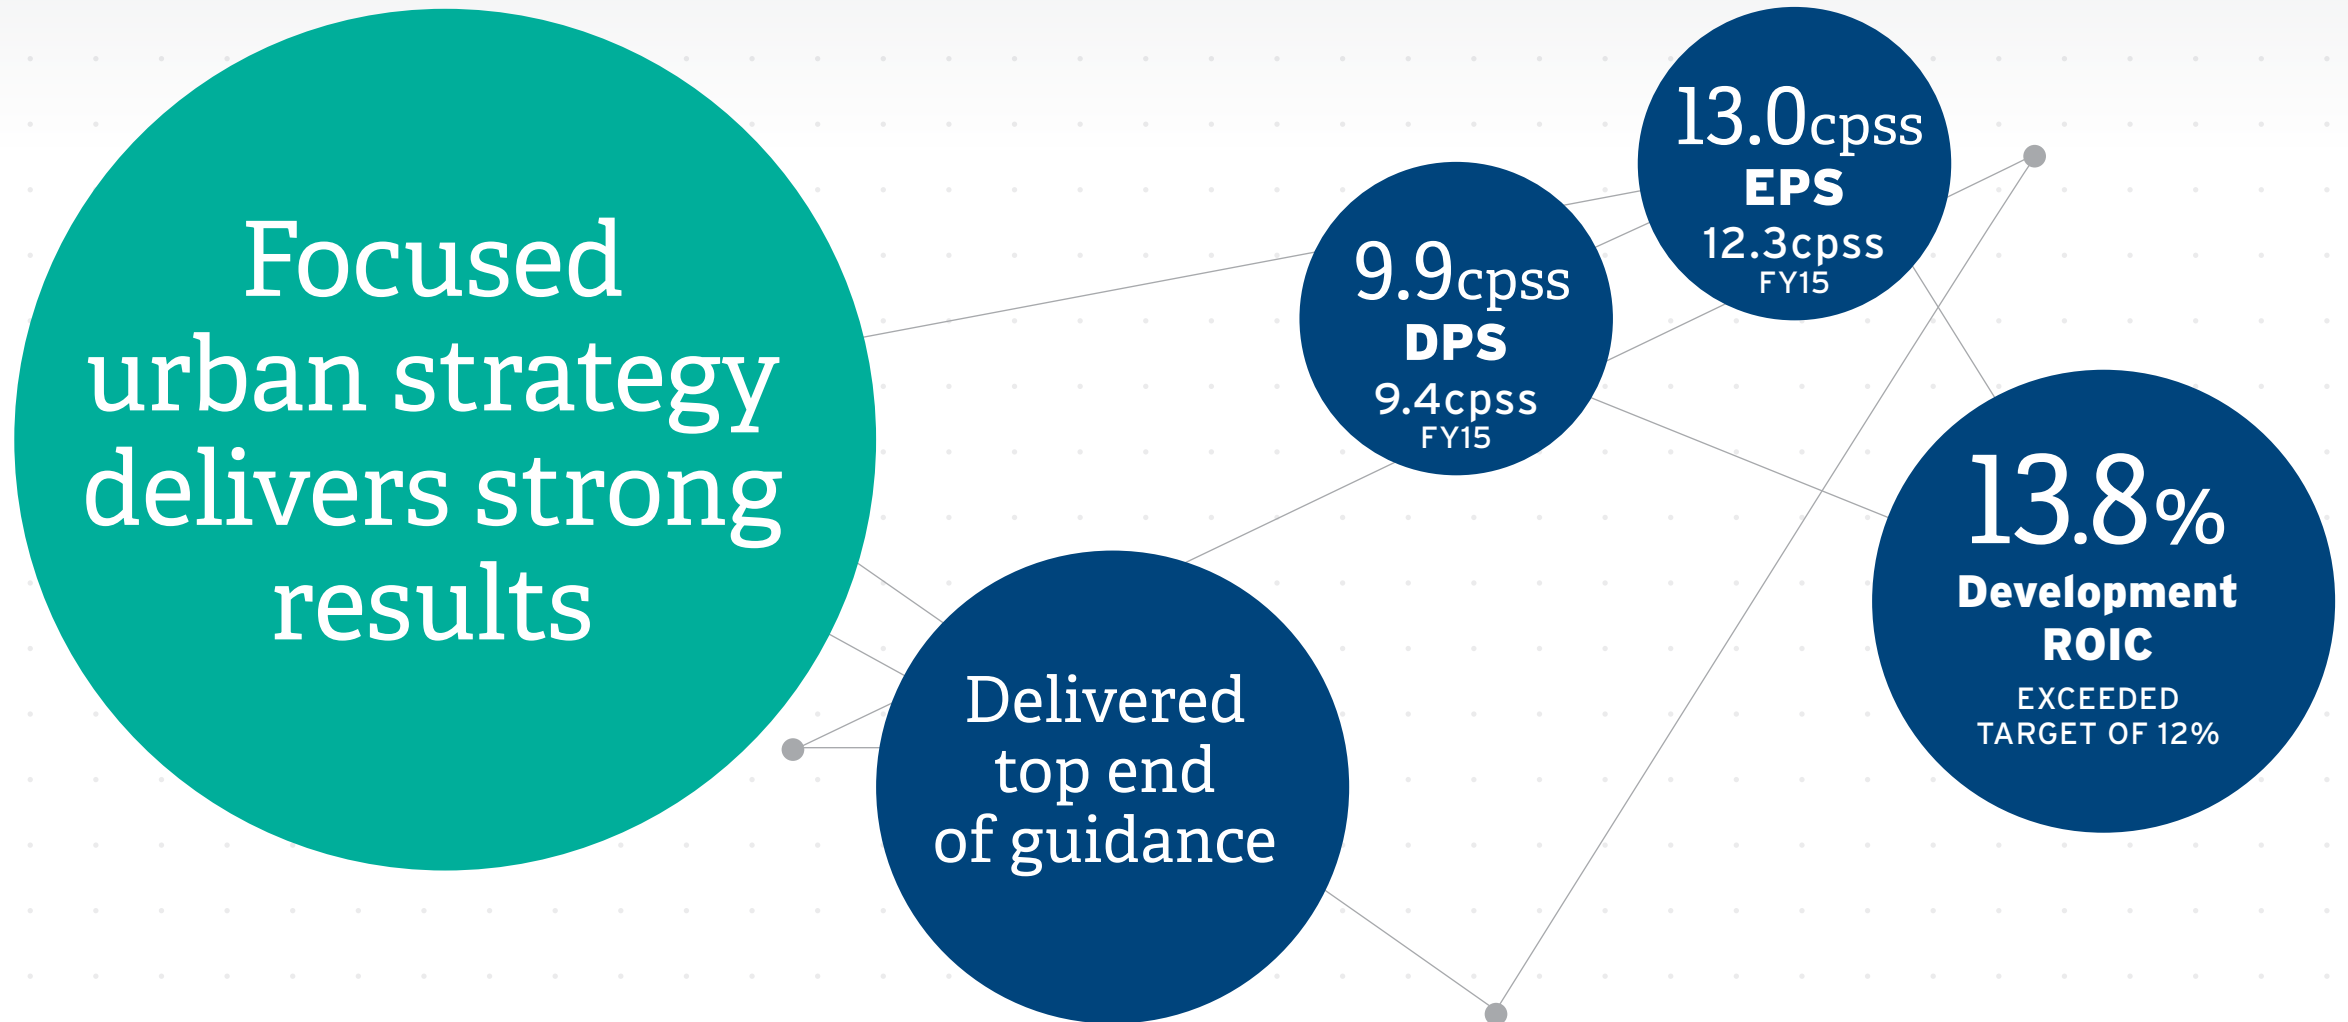 Focused
urban strategy
delivers strong
results
Delivered
top end
of guidance
9.9cpss
DPS
9.4cpss
FY15
13.0cpss
EPS
12.3cpss
FY15
13.8%
Development
ROIC
EXCEEDED
TARGET OF 12%